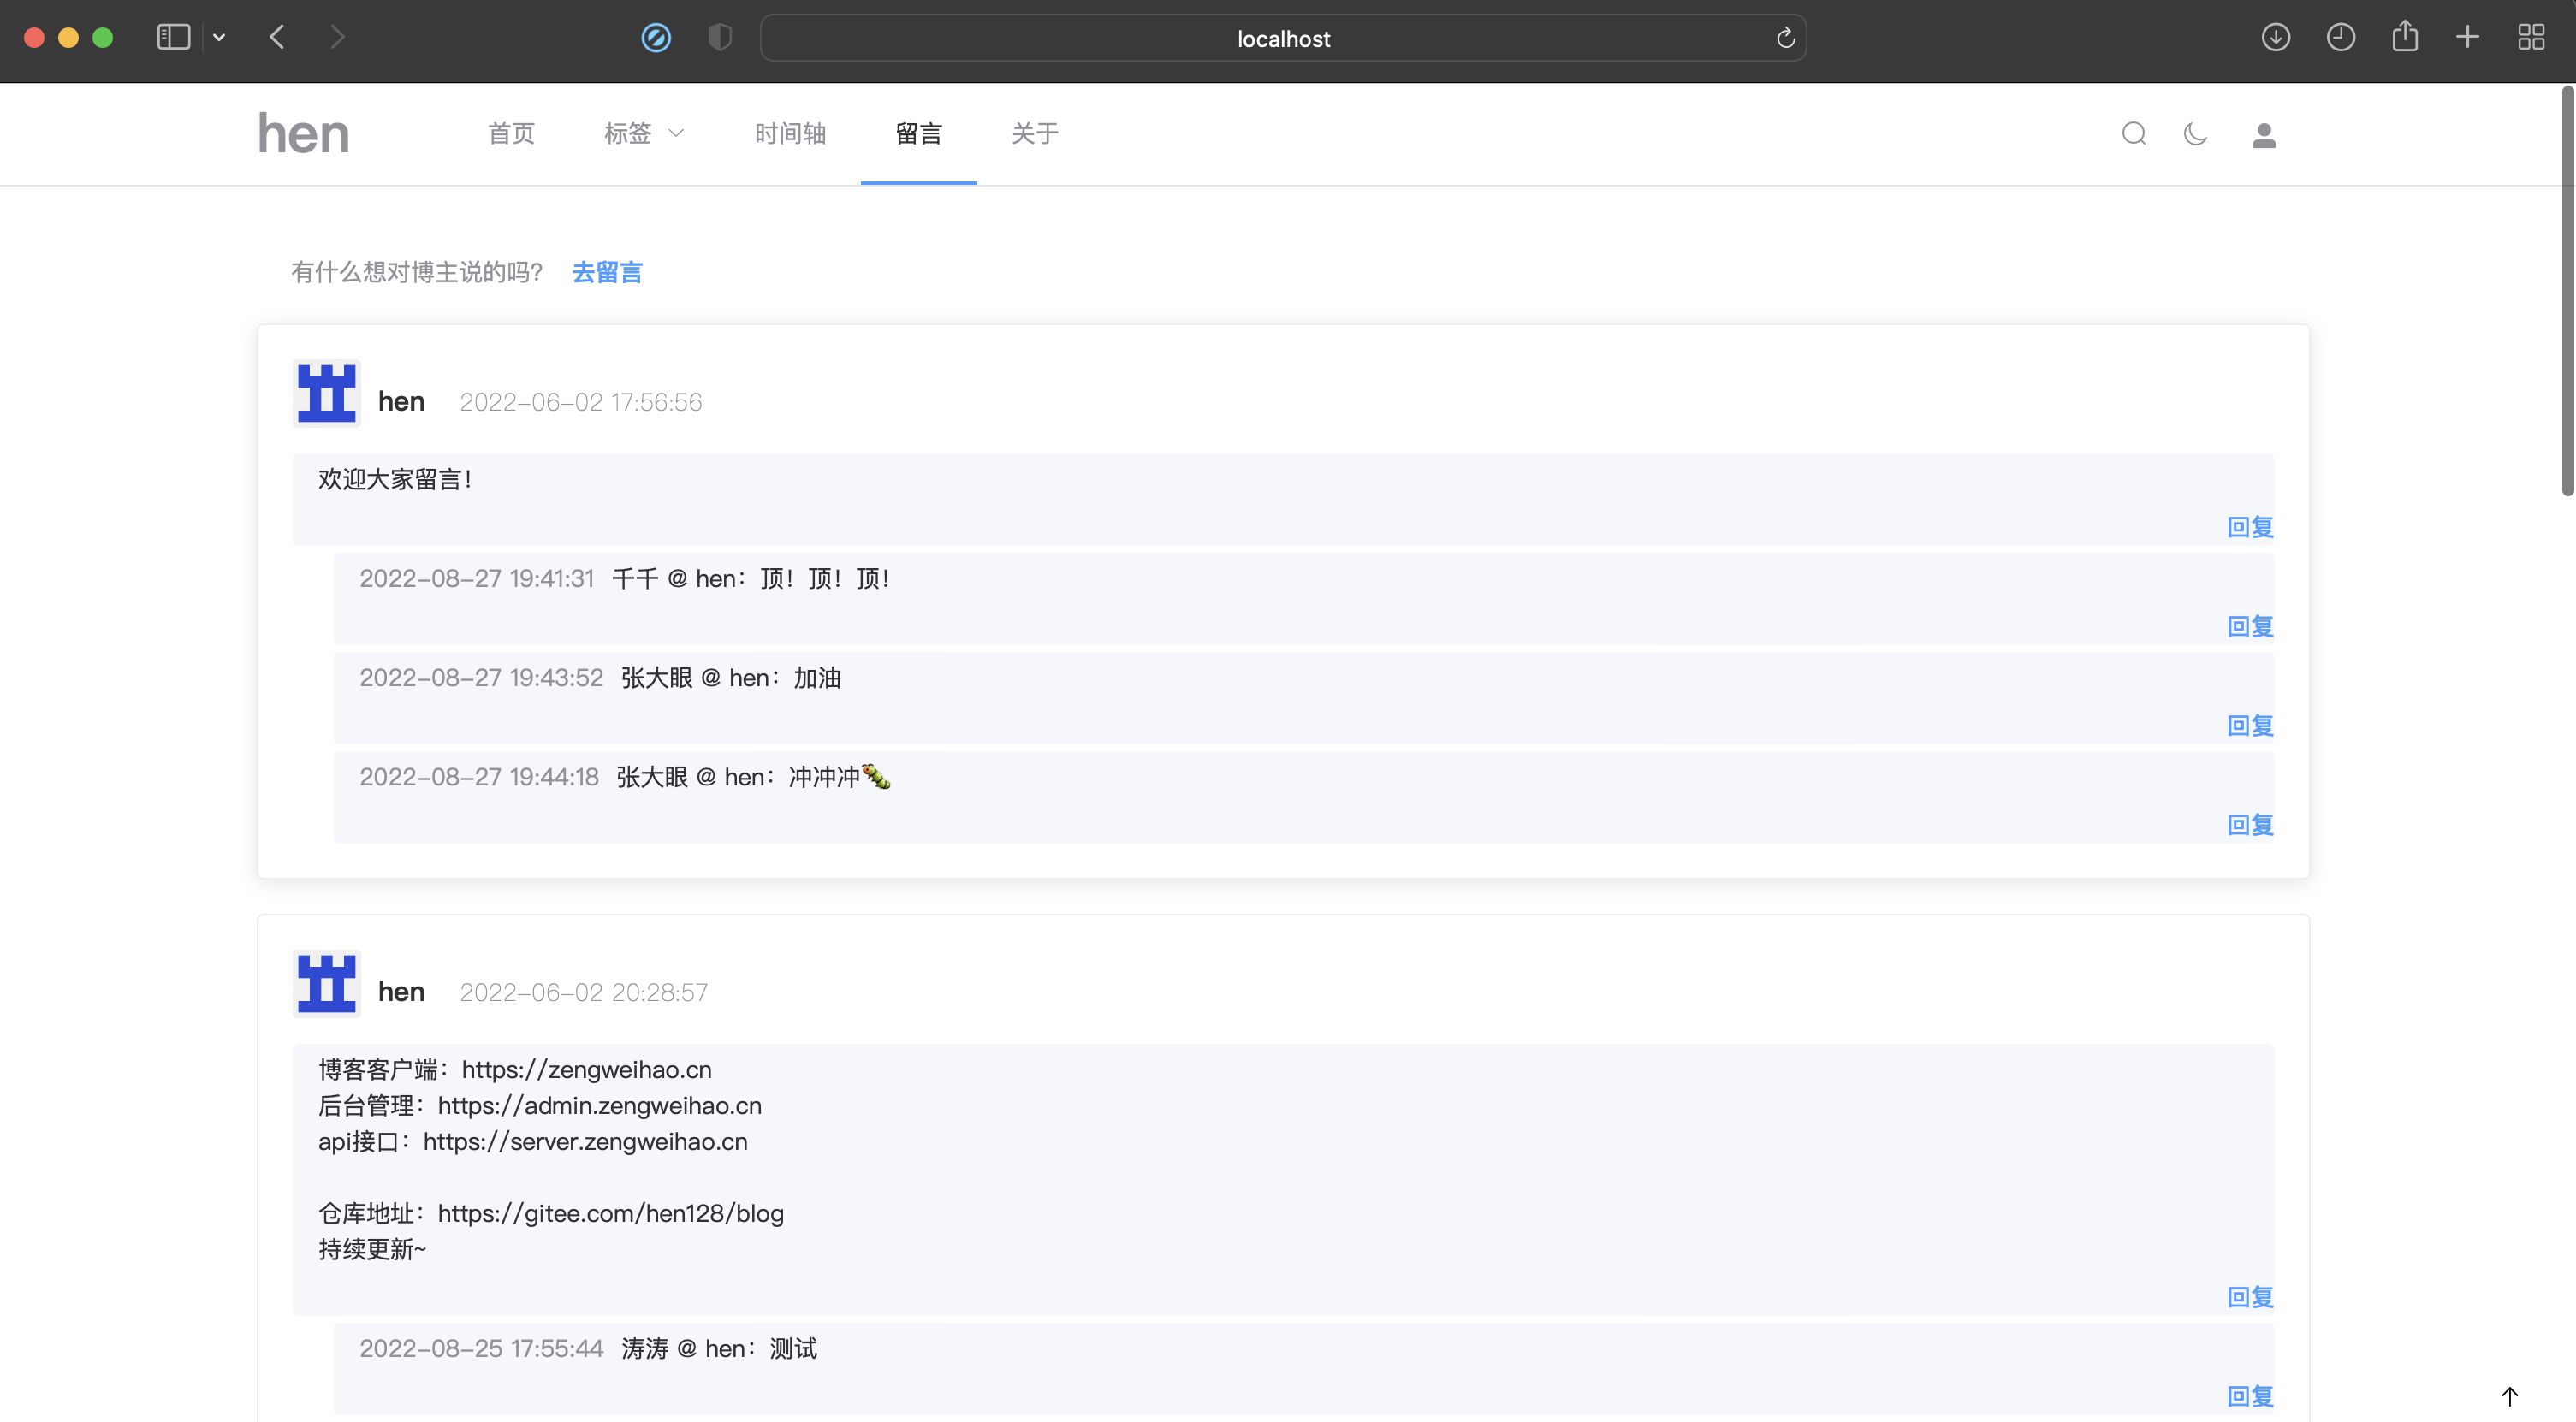 localhost
hen
首页
标签
时间轴
留言
关于
有什么想对博主说的吗? 去留言
hen 2022-06-02 17:56:56
欢迎大家留言！
回复
2022-08-27 19:41:31 千千 @ hen：顶！顶！顶！
回复
2022-08-27 19:43:52 张大眼 @ hen：加油
回复
2022-08-27 19:44:18 张大眼 @ hen：冲冲冲🐛
回复
hen 2022-06-02 20:28:57
博客客户端：https://zengweihao.cn
后台管理：https://admin.zengweihao.cn
api接口：https://server.zengweihao.cn
仓库地址：https://gitee.com/hen128/blog
持续更新~
回复
2022-08-25 17:55:44 涛涛 @ hen：测试
回复